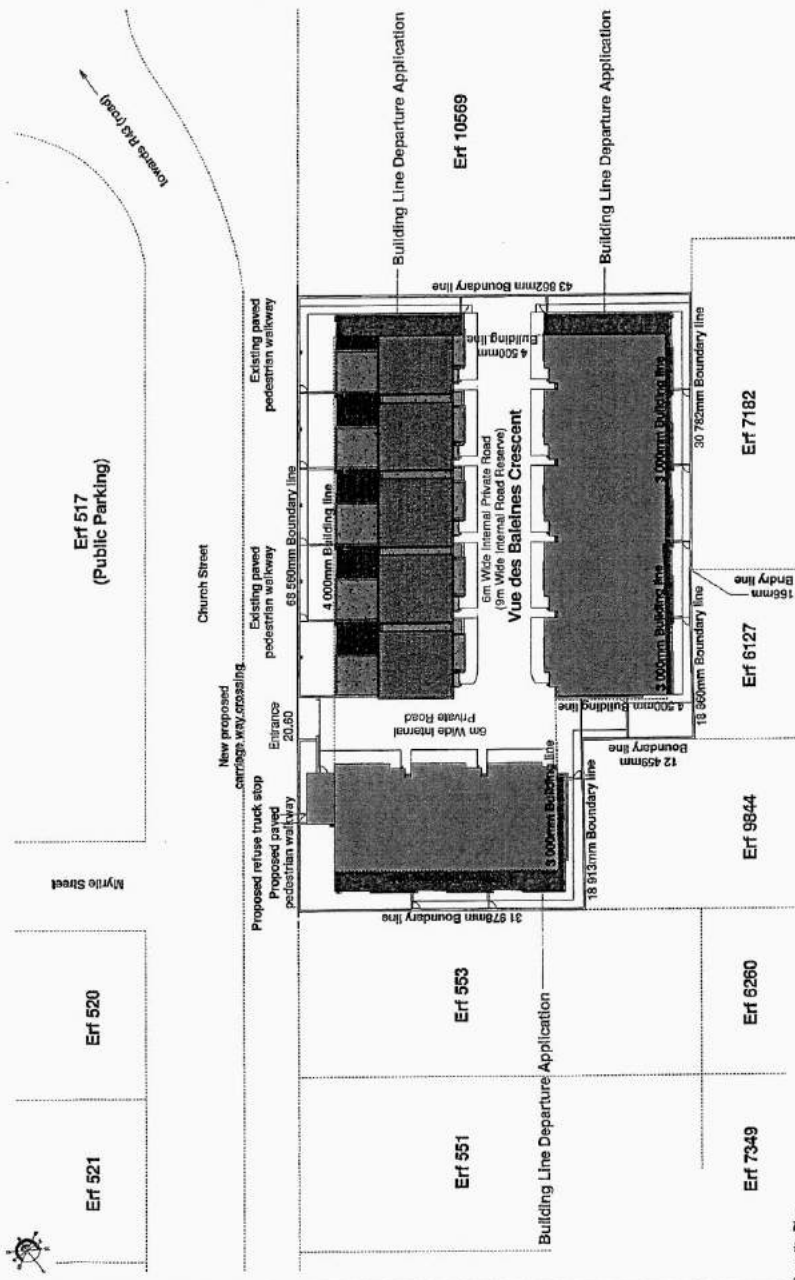 Erf 521
Erf 520
Myrtle Street
Erf 517
(Public Parking)
towards R43 (road)
Church Street
New proposed
carriage way crossing
Proposed refuse truck stop
Proposed paved
pedestrian walkway
Entrance
20,60
Existing paved
pedestrian walkway
Existing paved
pedestrian walkway
68 560mm Boundary line
4 000mm Building line
Building Line Departure Application
Erf 10569
Building Line Departure Application
43 862mm Boundary line
4 500mm
Building line
6m Wide Internal Private Road
(9m Wide Internal Road Reserve)
Vue des Baleines Crescent
6m Wide Internal
Private Road
3 000mm Building line
3 000mm Building line
3 000mm Building line
4 500mm Building line
31 978mm Boundary line
18 913mm Boundary line
12 459mm
Boundary line
Boundary line
166mm
Bndry line
30 782mm Boundary line
Erf 551
Erf 553
Building Line Departure Application
Erf 7349
Erf 6260
Erf 9844
Erf 6127
Erf 7182